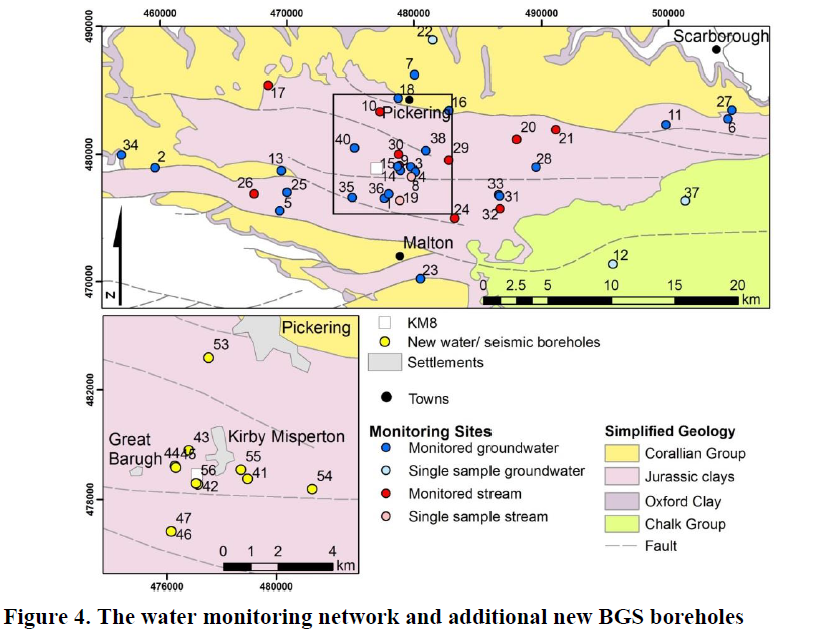 460000 470000 480000 490000 500000
490000
22
Scarborough
7
17
18
10
Pickering
16
27
6
11
20
21
34
2
40
30
38
29
28
13
15
9
3
14
4
8
26
25
5
35
36
1
19
33
31
32
24
480000
Malton
12
23
470000
N
0 2.5 5 10 15 20
km
Pickering
53
482000
Great
Barugh
43
Kirby Misperton
44
45
55
56
41
42
54
478000
47
46
0 1 2 4
km
476000 480000
KM8
New water/ seismic boreholes
Settlements
Towns
Monitoring Sites
Monitored groundwater
Single sample groundwater
Monitored stream
Single sample stream
Simplified Geology
Corallian Group
Jurassic clays
Oxford Clay
Chalk Group
Fault
Figure 4. The water monitoring network and additional new BGS boreholes